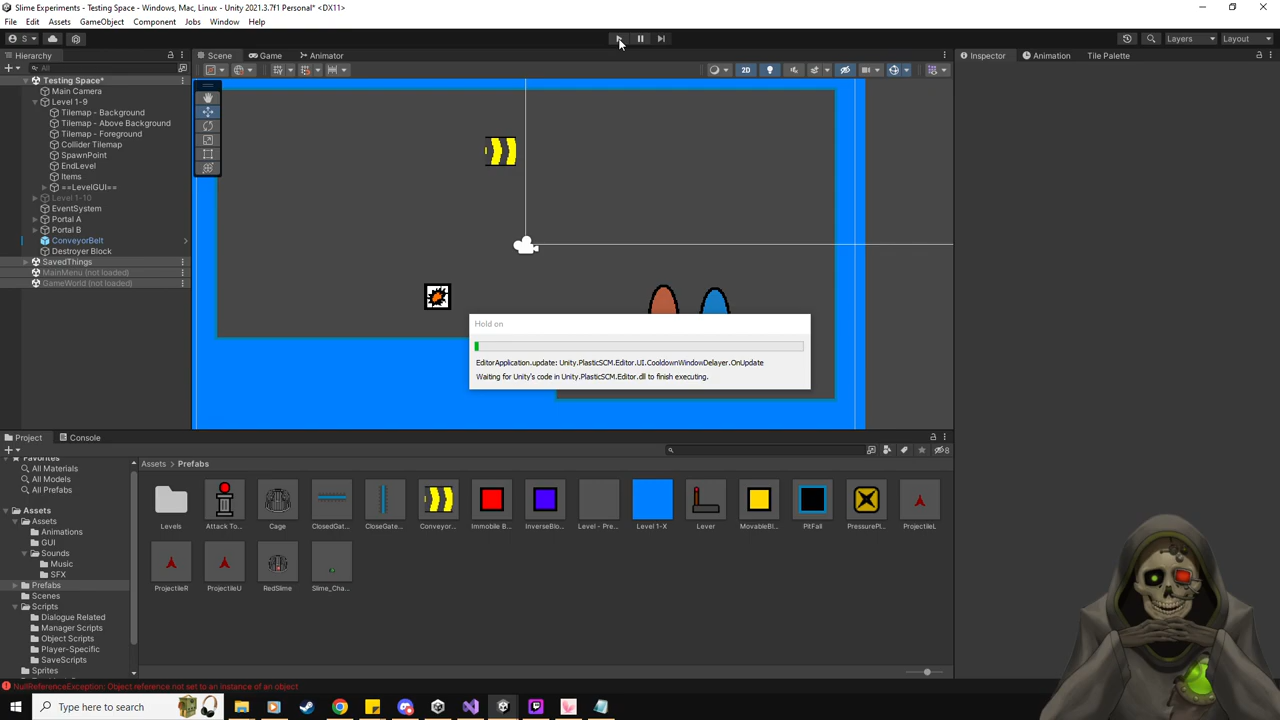 Slime Experiments - Testing Space - Windows, Mac, Linux - Unity 2021.3.7f1 Personal* <DX11>
File Edit Assets GameObject Component Jobs Window Help
S Layers Layout
Hierarchy Scene Game Animator Inspector Animation Tile Palette
All 2D
Testing Space*
Main Camera
Level 1-9
Tilemap - Background
Tilemap - Above Background
Tilemap - Foreground
Collider Tilemap
SpawnPoint
EndLevel
Items
==LevelGUI==
Level 1-10
EventSystem
Portal A
Portal B
ConveyorBelt
Destroyer Block
SavedThings
MainMenu (not loaded)
GameWorld (not loaded)
Hold on
EditorApplication.update: Unity.PlasticSCM.Editor.UI.CooldownWindowDelayer.OnUpdate
Waiting for Unity's code in Unity.PlasticSCM.Editor.dll to finish executing.
Project Console
8
Favorites
All Materials
All Models
All Prefabs
Assets
Assets
Animations
GUI
Sounds
Music
SFX
Prefabs
Scenes
Scripts
Dialogue Related
Manager Scripts
Object Scripts
Player-Specific
SaveScripts
Sprites
Assets > Prefabs
Levels Attack To... Cage ClosedGat... CloseGate... Conveyor... Immobile B... InverseBlo... Level - Pre... Level 1-X Lever MovableBl... PitFall PressurePl... ProjectileL
ProjectileR ProjectileU RedSlime Slime_Cha...
NullReferenceException: Object reference not set to an instance of an object
Type here to search